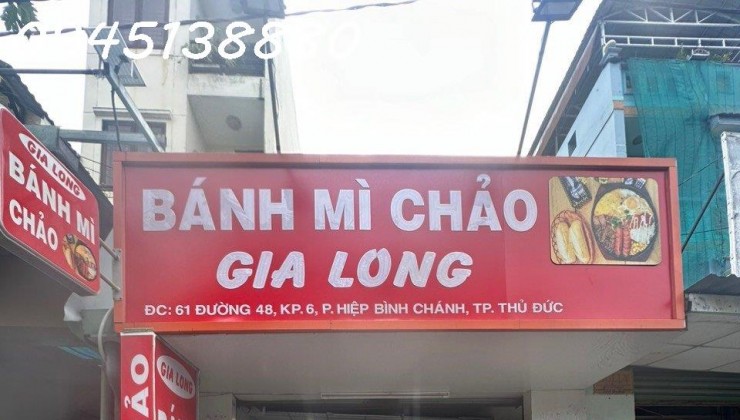 0945138880
GIA LONG
BÁNH MÌ
CHẢO
BÁNH MÌ CHẢO
GIA LONG
ĐC: 61 ĐƯỜNG 48, KP. 6, P. HIỆP BÌNH CHÁNH, TP. THỦ ĐỨC
GIA LONG